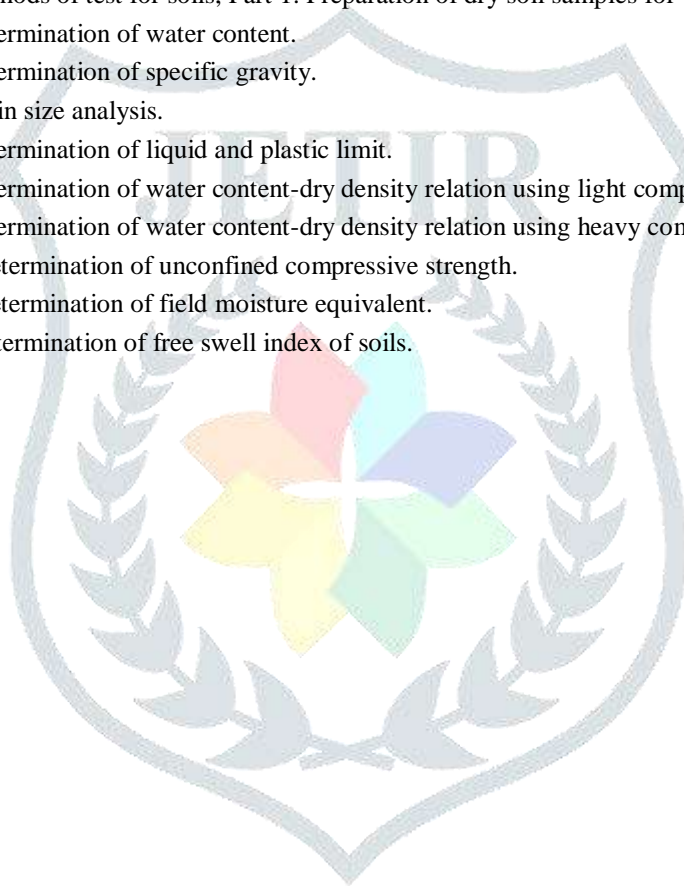 hods of test for soils, Part 1: Preparation of dry soil samples for
ermination of water content.
ermination of specific gravity.
in size analysis.
ermination of liquid and plastic limit.
ermination of water content-dry density relation using light comp
ermination of water content-dry density relation using heavy con
etermination of unconfined compressive strength.
etermination of field moisture equivalent.
termination of free swell index of soils.
JETIR